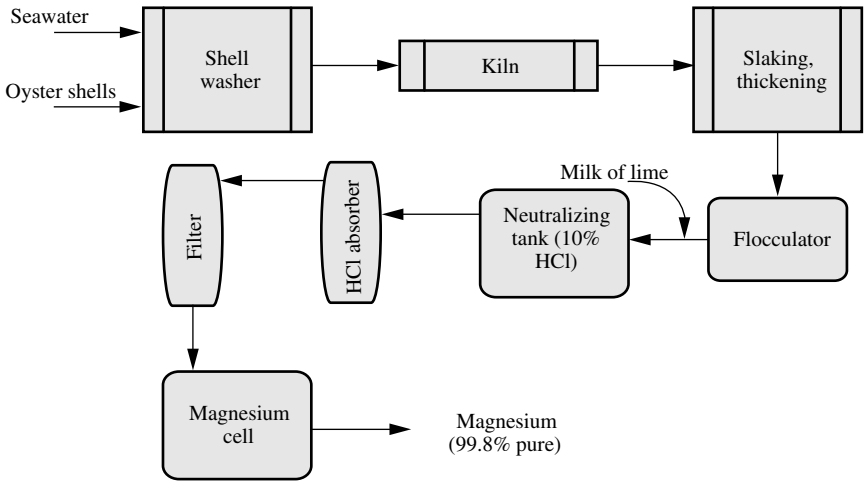 Seawater
Oyster shells
Shell
washer
Kiln
Slaking,
thickening
Filter
HCl absorber
Milk of lime
Neutralizing
tank (10%
HCl)
Flocculator
Magnesium
cell
Magnesium
(99.8% pure)